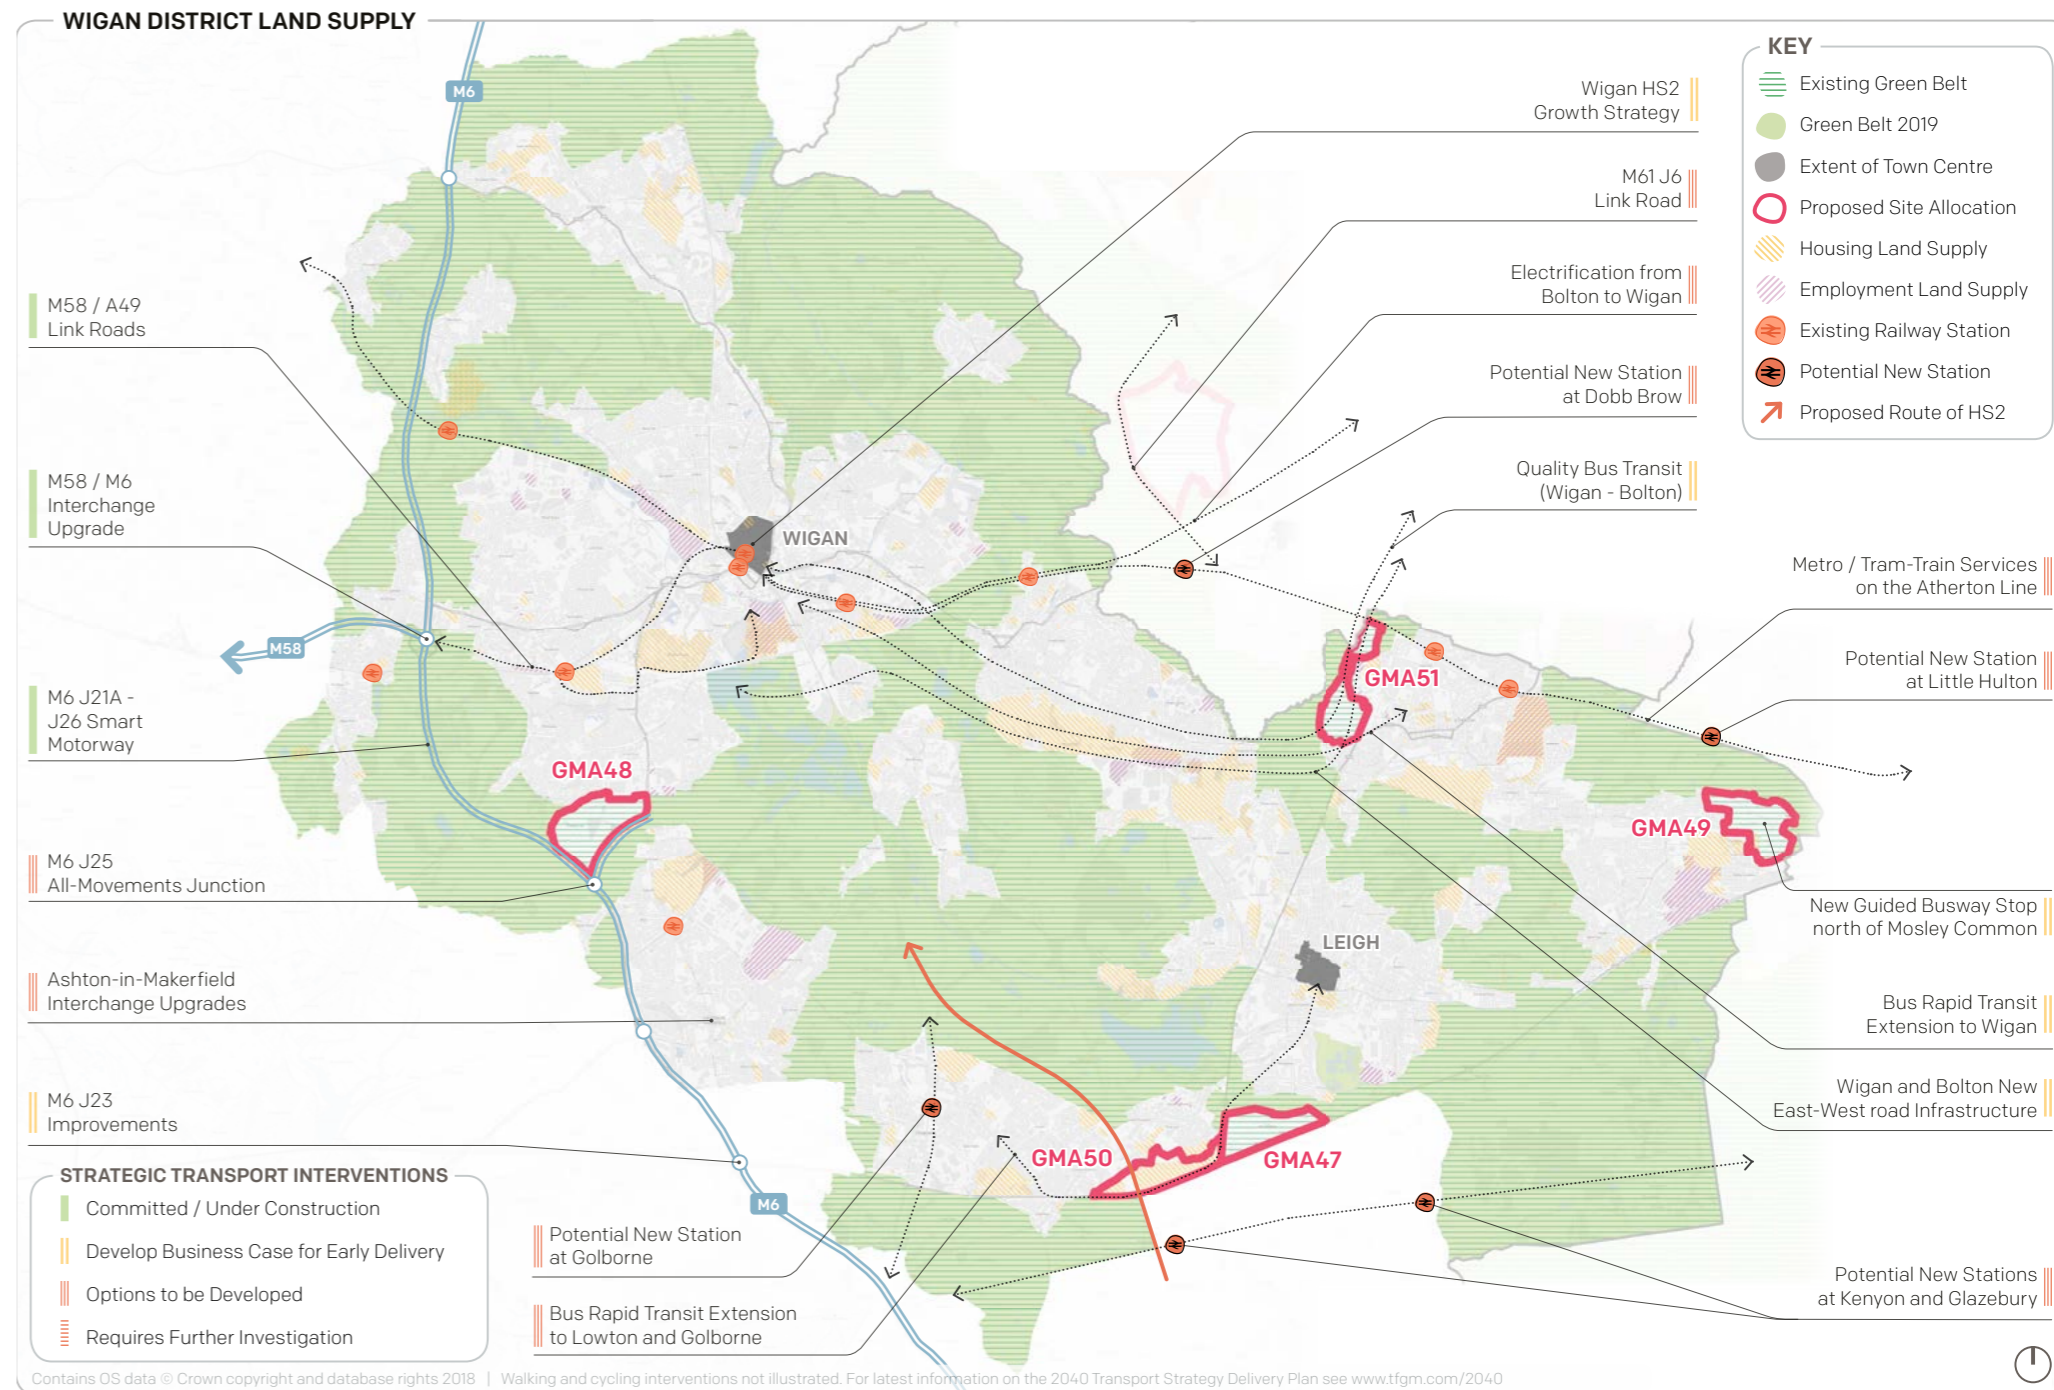 WIGAN DISTRICT LAND SUPPLY
M6
Wigan HS2
Growth Strategy
M61 J6
Link Road
Electrification from
Bolton to Wigan
Potential New Station
at Dobb Brow
Quality Bus Transit
(Wigan - Bolton)
KEY
Existing Green Belt
Green Belt 2019
Extent of Town Centre
Proposed Site Allocation
Housing Land Supply
Employment Land Supply
Existing Railway Station
Potential New Station
Proposed Route of HS2
M58 / A49
Link Roads
M58 / M6
Interchange
Upgrade
M58
M6 J21A -
J26 Smart
Motorway
M6 J25
All-Movements Junction
Ashton-in-Makerfield
Interchange Upgrades
M6 J23
Improvements
WIGAN
GMA48
GMA51
GMA49
LEIGH
GMA50
GMA47
M6
Metro / Tram-Train Services
on the Atherton Line
Potential New Station
at Little Hulton
New Guided Busway Stop
north of Mosley Common
Bus Rapid Transit
Extension to Wigan
Wigan and Bolton New
East-West road Infrastructure
Potential New Stations
at Kenyon and Glazebury
STRATEGIC TRANSPORT INTERVENTIONS
Committed / Under Construction
Develop Business Case for Early Delivery
Options to be Developed
Requires Further Investigation
Potential New Station
at Golborne
Bus Rapid Transit Extension
to Lowton and Golborne
Contains OS data © Crown copyright and database rights 2018 | Walking and cycling interventions not illustrated. For latest information on the 2040 Transport Strategy Delivery Plan see www.tfgm.com/2040